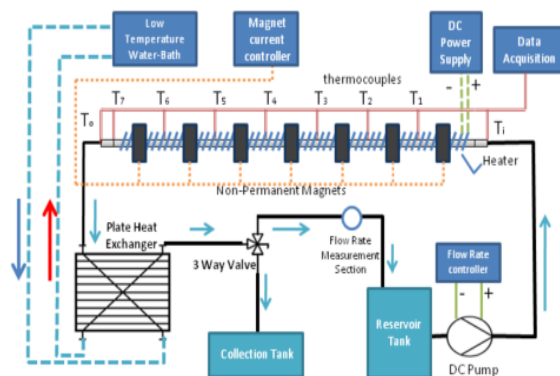 Low
Temperature
Water-Bath
Magnet
current
controller
DC
Power
Supply
Data
Acquisition
- +
thermocouples
To T7 T6 T5 T4 T3 T2 T1 Ti
Heater
Non-Permanent Magnets
Plate Heat
Exchanger
3 Way Valve
Flow Rate
Measurement
Section
Flow Rate
controller
- +
Reservoir
Tank
Collection Tank
DC Pump